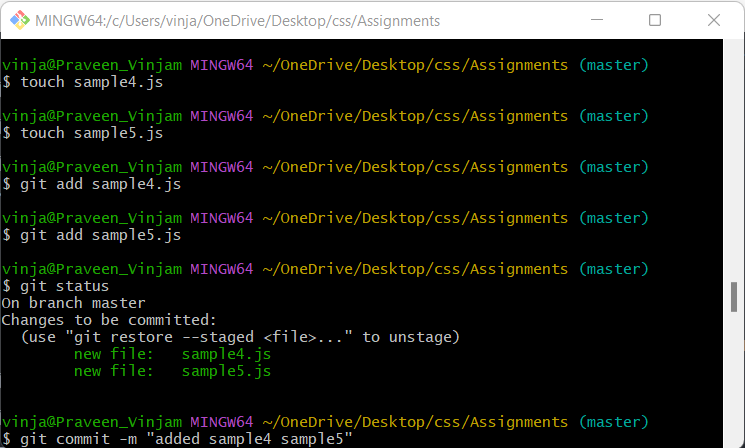 MINGW64:/c/Users/vinja/OneDrive/Desktop/css/Assignments
vinja@Praveen_Vinjam MINGW64 ~/OneDrive/Desktop/css/Assignments (master)
$ touch sample4.js
vinja@Praveen_Vinjam MINGW64 ~/OneDrive/Desktop/css/Assignments (master)
$ touch sample5.js
vinja@Praveen_Vinjam MINGW64 ~/OneDrive/Desktop/css/Assignments (master)
$ git add sample4.js
vinja@Praveen_Vinjam MINGW64 ~/OneDrive/Desktop/css/Assignments (master)
$ git add sample5.js
vinja@Praveen_Vinjam MINGW64 ~/OneDrive/Desktop/css/Assignments (master)
$ git status
On branch master
Changes to be committed:
  (use "git restore --staged <file>..." to unstage)
        new file:   sample4.js
        new file:   sample5.js
vinja@Praveen_Vinjam MINGW64 ~/OneDrive/Desktop/css/Assignments (master)
$ git commit -m "added sample4 sample5"